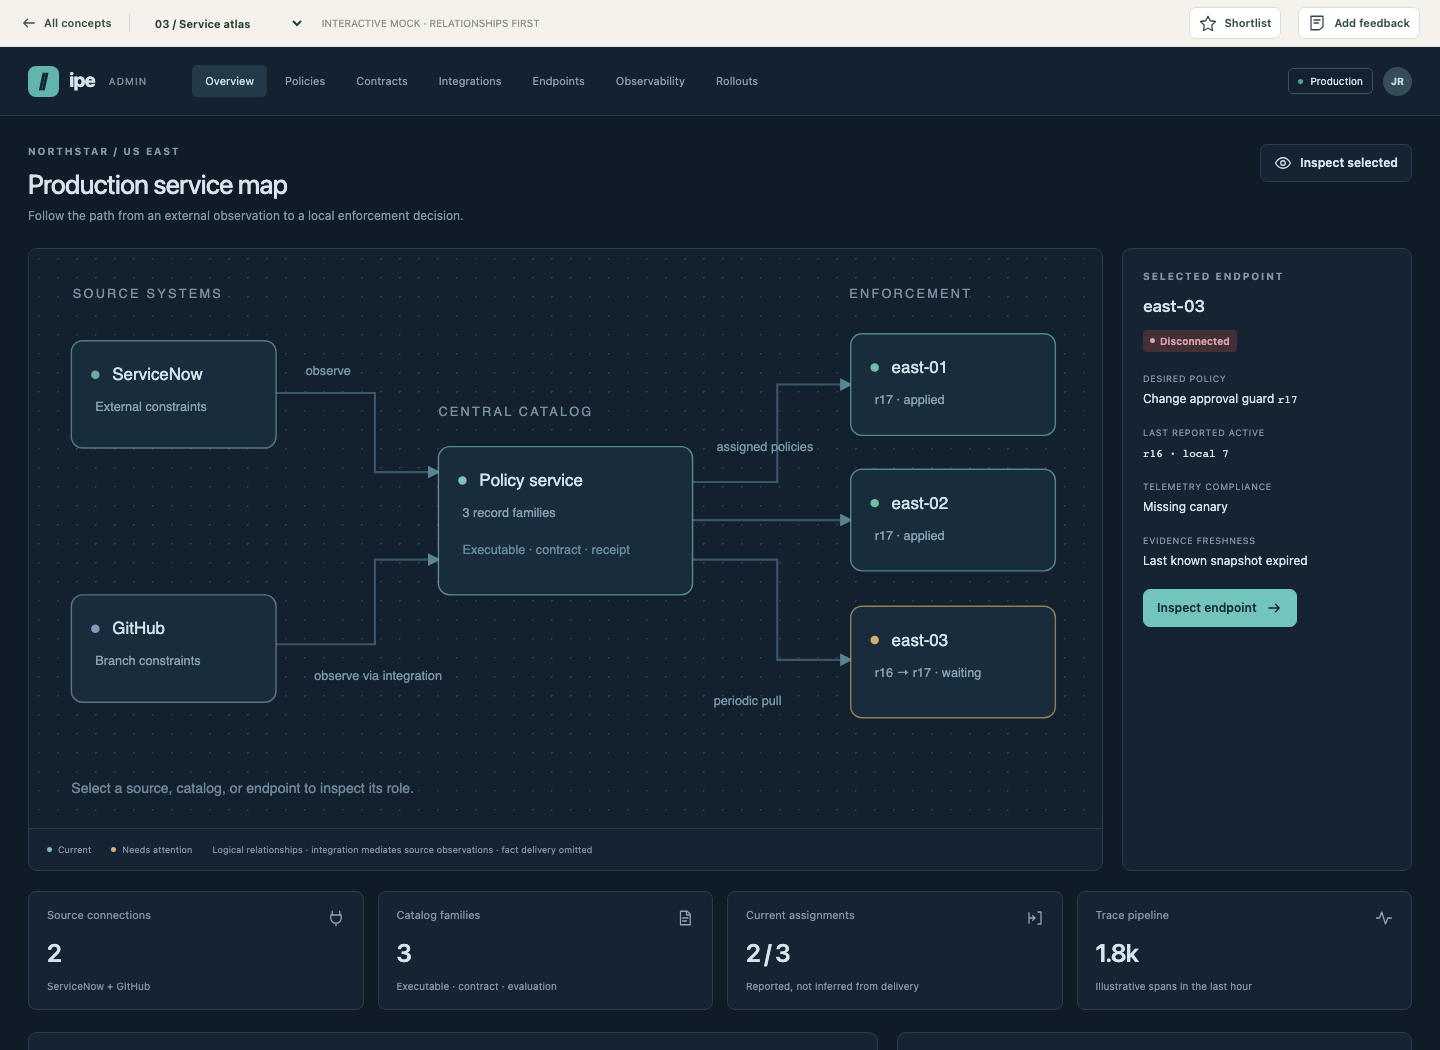 All concepts
03 / Service atlas
INTERACTIVE MOCK · RELATIONSHIPS FIRST
Shortlist
Add feedback
// ipe ADMIN
Overview
Policies
Contracts
Integrations
Endpoints
Observability
Rollouts
Production
JR
NORTHSTAR / US EAST
Production service map
Follow the path from an external observation to a local enforcement decision.
Inspect selected
SOURCE SYSTEMS
ENFORCEMENT
ServiceNow
External constraints
observe
CENTRAL CATALOG
Policy service
3 record families
Executable · contract · receipt
GitHub
Branch constraints
observe via integration
assigned policies
periodic pull
east-01
r17 · applied
east-02
r17 · applied
east-03
r16 → r17 · waiting
Select a source, catalog, or endpoint to inspect its role.
Current
Needs attention
Logical relationships · integration mediates source observations · fact delivery omitted
SELECTED ENDPOINT
east-03
Disconnected
DESIRED POLICY
Change approval guard r17
LAST REPORTED ACTIVE
r16 · local 7
TELEMETRY COMPLIANCE
Missing canary
EVIDENCE FRESHNESS
Last known snapshot expired
Inspect endpoint →
Source connections
2
ServiceNow + GitHub
Catalog families
3
Executable · contract · evaluation
Current assignments
2 / 3
Reported, not inferred from delivery
Trace pipeline
1.8k
Illustrative spans in the last hour